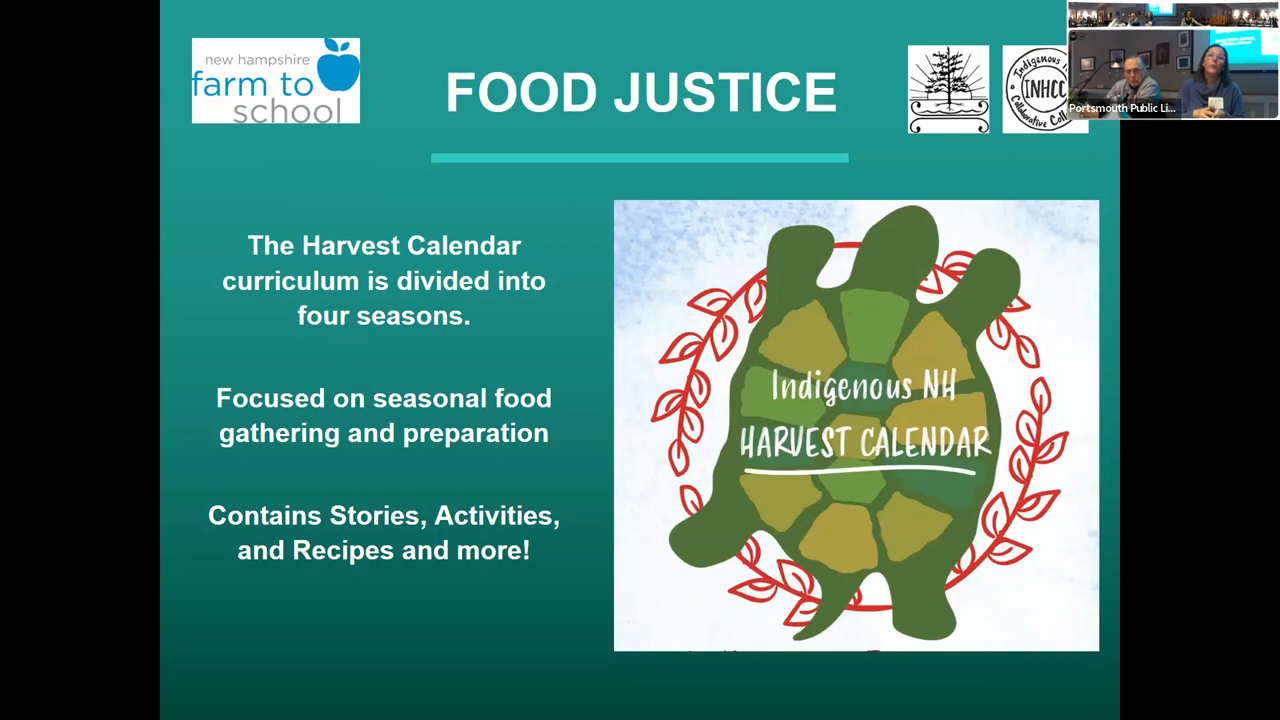 new hampshire
farm to
school
FOOD JUSTICE
Indigenous
INHCC
Collaborative
Portsmouth Public Li...
The Harvest Calendar
curriculum is divided into
four seasons.
Focused on seasonal food
gathering and preparation
Contains Stories, Activities,
and Recipes and more!
Indigenous NH
HARVEST CALENDAR